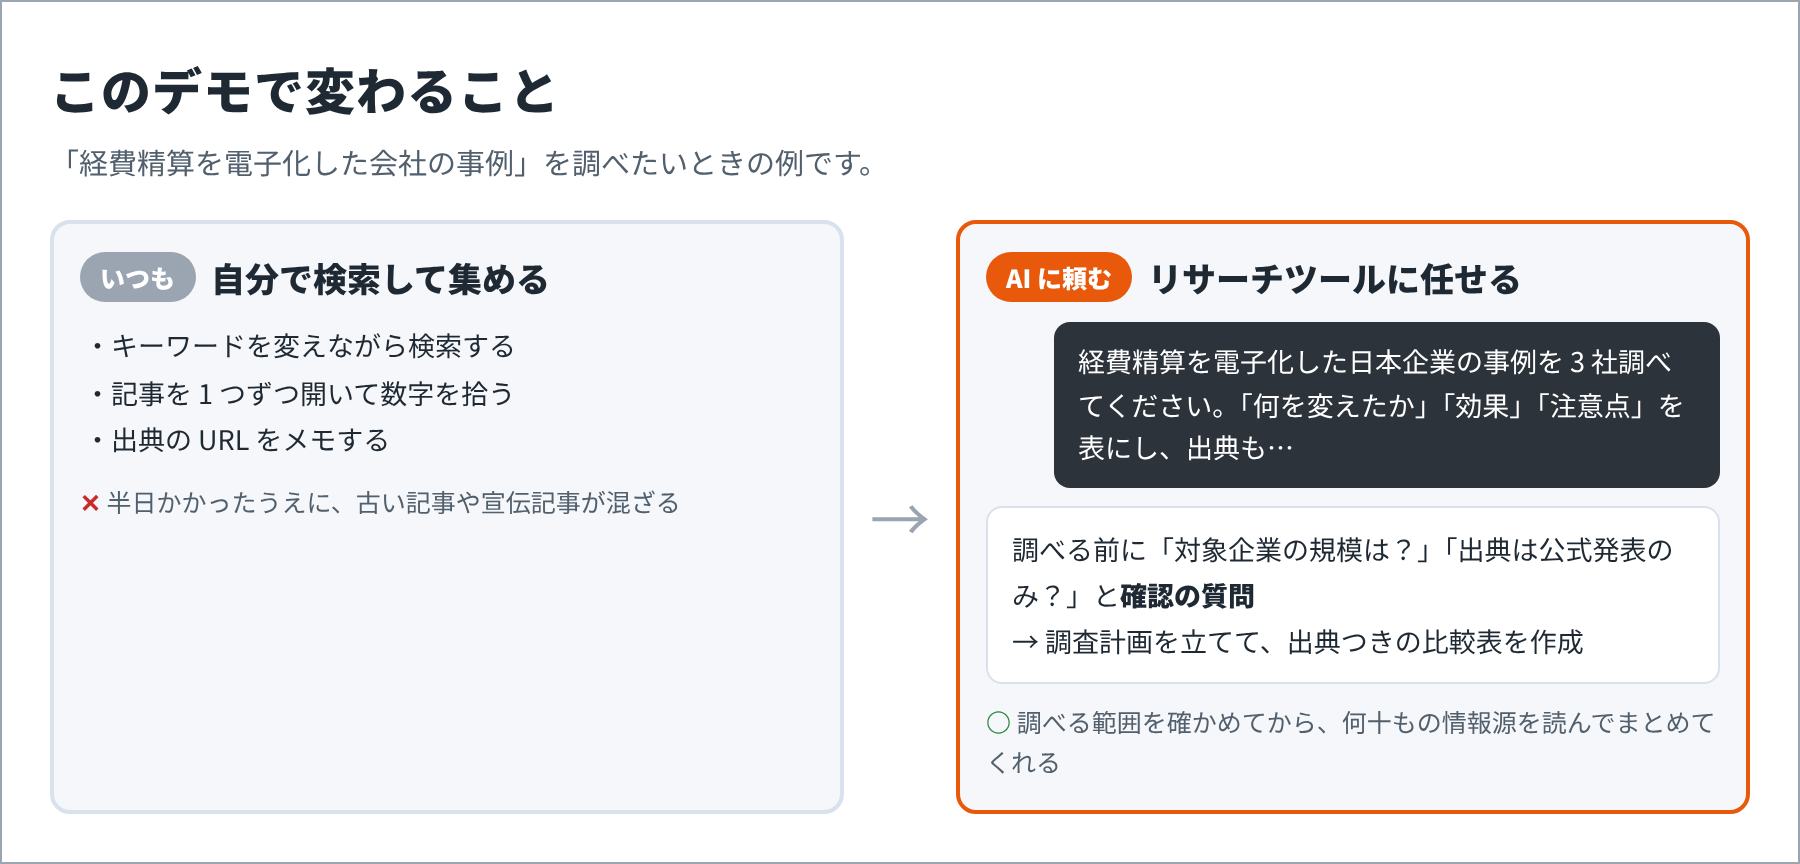 このデモで変わること
「経費精算を電子化した会社の事例」を調べたいときの例です。
いつも 自分で検索して集める
・キーワードを変えながら検索する
・記事を 1 つずつ開いて数字を拾う
・出典の URL をメモする
✕ 半日かかったうえに、古い記事や宣伝記事が混ざる
→
AI に頼む リサーチツールに任せる
経費精算を電子化した日本企業の事例を 3 社調べ
てください。「何を変えたか」「効果」「注意点」を
表にし、出典も…
調べる前に「対象企業の規模は？」「出典は公式発表の
み？」と確認の質問
→ 調査計画を立てて、出典つきの比較表を作成
〇 調べる範囲を確かめてから、何十もの情報源を読んでまとめて
くれる